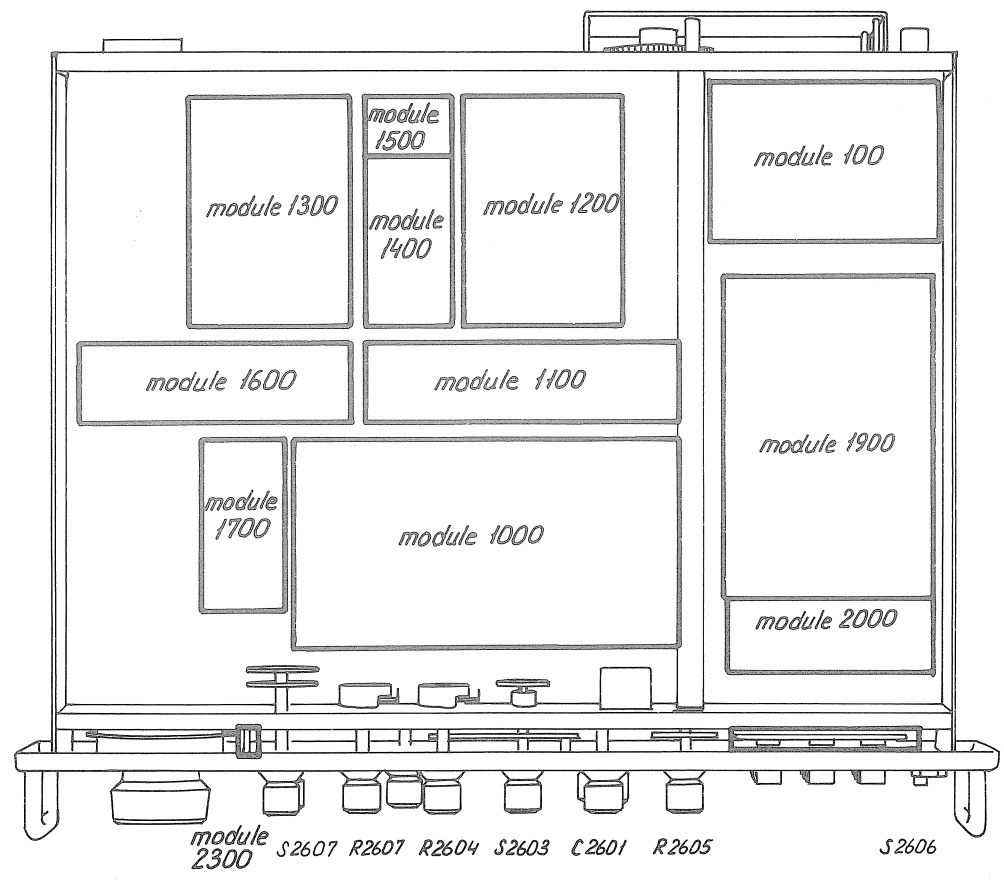 module
1500
module 100
module 1300
module
1400
module 1200
module 1600
module 1100
module 1900
module
1700
module 1000
module 2000
module
2300
S2607
R2607
R2604
S2603
C2601
R2605
S2606